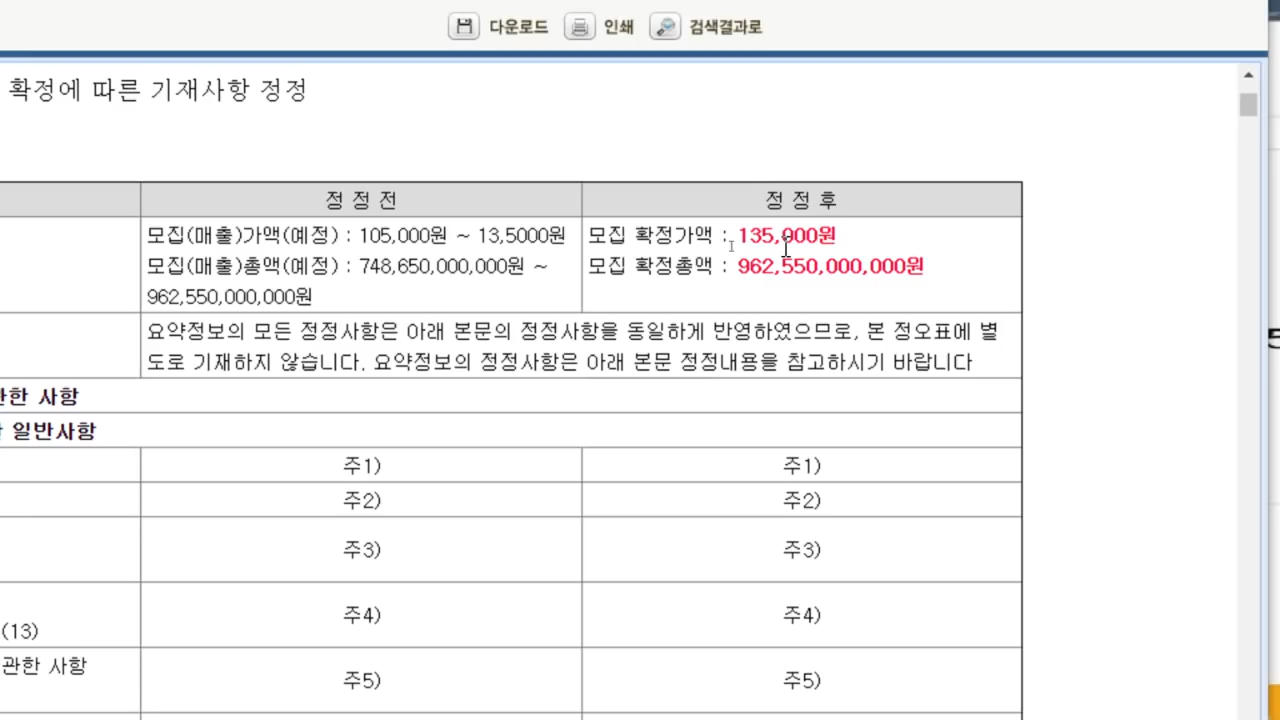 다운로드 인쇄 검색결과로
확정에 따른 기재사항 정정
정 정 전 정 정 후
모집(매출)가액(예정) : 105,000원 ~ 13,5000원
모집(매출)총액(예정) : 748,650,000,000원 ~
962,550,000,000원
모집 확정가액 : 135,000원
모집 확정총액 : 962,550,000,000원
요약정보의 모든 정정사항은 아래 본문의 정정사항을 동일하게 반영하였으므로, 본 정오표에 별
도로 기재하지 않습니다. 요약정보의 정정사항은 아래 본문 정정내용을 참고하시기 바랍니다
관한 사항
일반사항
주1) 주1)
주2) 주2)
주3) 주3)
(13) 주4) 주4)
관한 사항 주5) 주5)